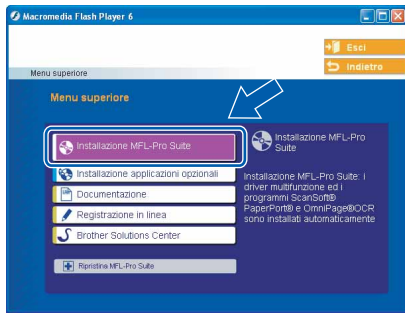 Macromedia Flash Player 6
Esci
Indietro
Menu superiore
Menu superiore
Installazione MFL-Pro Suite
Installazione applicazioni opzionali
Documentazione
Registrazione in linea
Brother Solutions Center
Ripristina MFL-Pro Suite
Installazione MFL-Pro
Suite
Installazione MFL-Pro Suite: i
driver multifunzione ed i
programmi ScanSoft®
PaperPort® e OmniPage®OCR
sono installati automaticamente